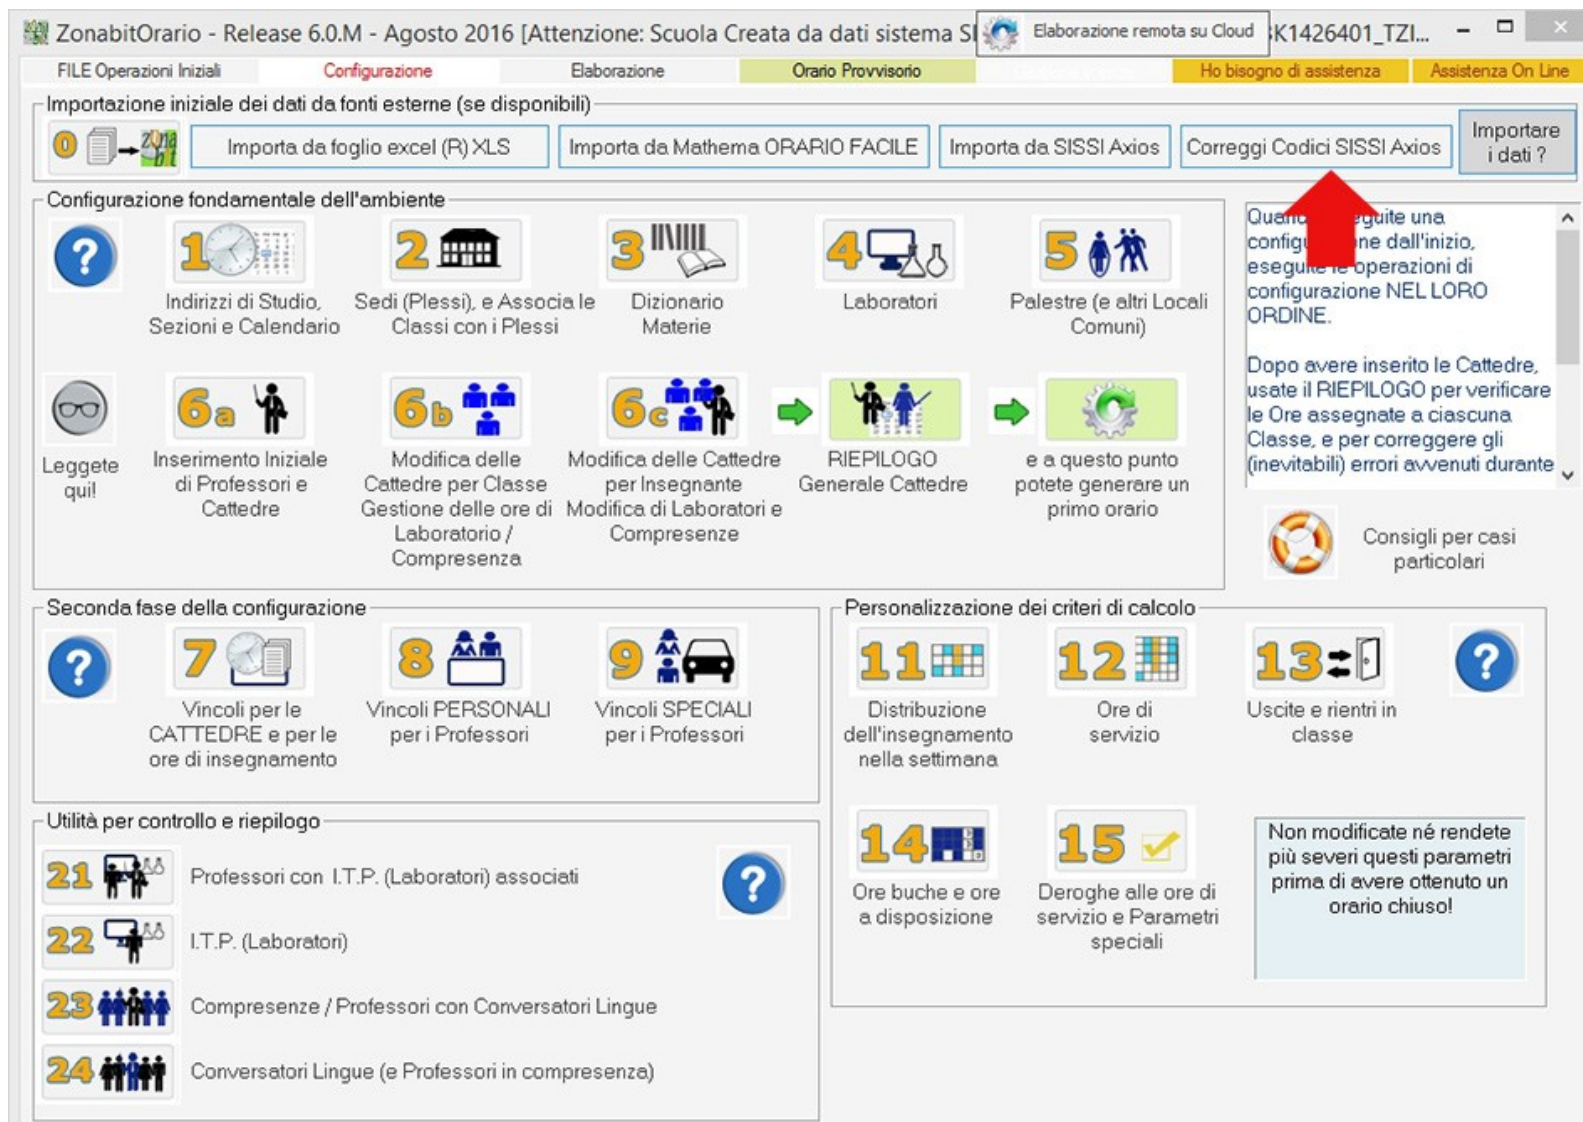 ZonabitOrario - Release 6.0.M - Agosto 2016 [Attenzione: Scuola Creata da dati sistema SI
Elaborazione remota su Cloud
K1426401_TZI...
FILE Operazioni Iniziali
Configurazione
Elaborazione
Orario Provvisorio
Ho bisogno di assistenza
Assistenza On Line
Importazione iniziale dei dati da fonti esterne (se disponibili)
0
zona
bit
Importa da foglio excel (R) XLS
Importa da Mathema ORARIO FACILE
Importa da SISSI Axios
Correggi Codici SISSI Axios
Importare
i dati ?
Configurazione fondamentale dell'ambiente
?
1
Indirizzi di Studio,
Sezioni e Calendario
2
Sedi (Plessi), e Associa le
Classi con i Plessi
3
Dizionario
Materie
4
Laboratori
5
Palestre (e altri Locali
Comuni)
Leggete
qui!
6a
Inserimento Iniziale
di Professori e
Cattedre
6b
Modifica delle
Cattedre per Classe
Gestione delle ore di
Laboratorio /
Compresenza
6c
Modifica delle Cattedre
per Insegnante
Modifica di Laboratori e
Compresenze
RIEPILOGO
Generale Cattedre
e a questo punto
potete generare un
primo orario
una
dall'inizio,
eseguite le operazioni di
configurazione NEL LORO
ORDINE.
Dopo avere inserito le Cattedre,
usate il RIEPILOGO per verificare
le Ore assegnate a ciascuna
Classe, e per correggere gli
(inevitabili) errori avvenuti durante
Consigli per casi
particolari
Seconda fase della configurazione
?
7
Vincoli per le
CATTEDRE e per le
ore di insegnamento
8
Vincoli PERSONALI
per i Professori
9
Vincoli SPECIALI
per i Professori
Personalizzazione dei criteri di calcolo
11
Distribuzione
dell'insegnamento
nella settimana
12
Ore di
servizio
13
Uscite e rientri in
classe
?
14
Ore buche e ore
a disposizione
15
Deroghe alle ore di
servizio e Parametri
speciali
Non modificate né rendete
più severi questi parametri
prima di avere ottenuto un
orario chiuso!
Utilità per controllo e riepilogo
21
Professori con I.T.P. (Laboratori) associati
?
22
I.T.P. (Laboratori)
23
Compresenze / Professori con Conversatori Lingue
24
Conversatori Lingue (e Professori in compresenza)